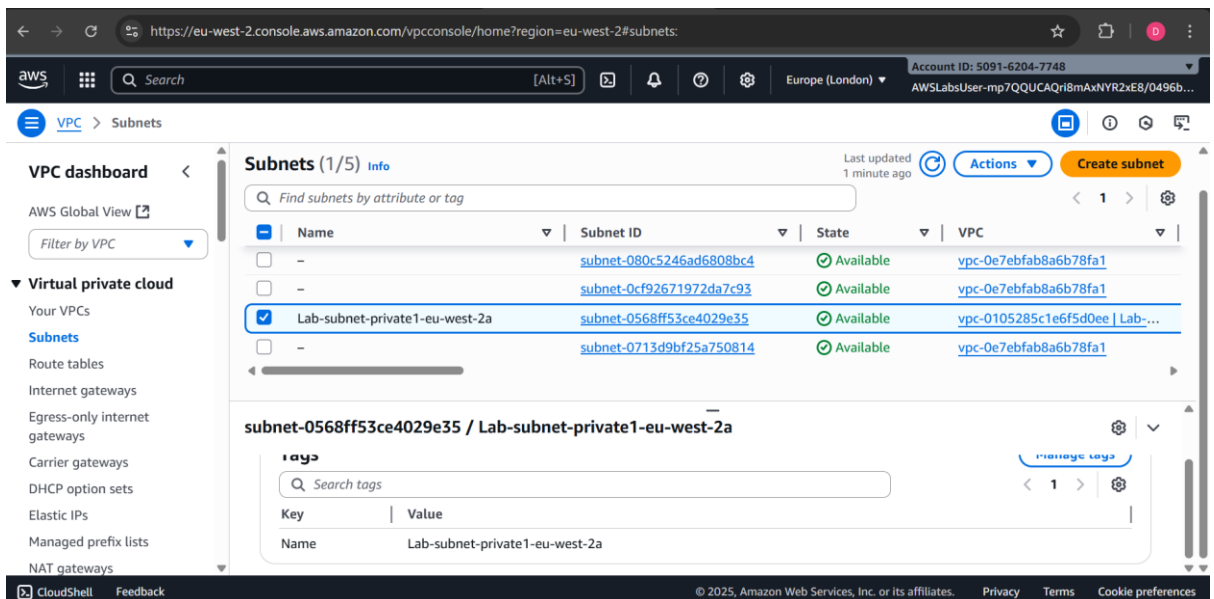 https://eu-west-2.console.aws.amazon.com/vpcconsole/home?region=eu-west-2#subnets:
D
aws
Search
[Alt+S]
Europe (London)
Account ID: 5091-6204-7748
AWSLabsUser-mp7QQUCAQri8mAxNYR2xE8/0496b...
VPC > Subnets
VPC dashboard
AWS Global View
Filter by VPC
Virtual private cloud
Your VPCs
Subnets
Route tables
Internet gateways
Egress-only internet
gateways
Carrier gateways
DHCP option sets
Elastic IPs
Managed prefix lists
NAT gateways
Subnets (1/5) Info
Last updated
1 minute ago
Actions
Create subnet
Find subnets by attribute or tag
1
Name Subnet ID State VPC
– subnet-080c5246ad6808bc4 Available vpc-0e7ebfab8a6b78fa1
– subnet-0cf92671972da7c93 Available vpc-0e7ebfab8a6b78fa1
Lab-subnet-private1-eu-west-2a subnet-0568ff53ce4029e35 Available vpc-0105285c1e6f5d0ee | Lab-...
– subnet-0713d9bf25a750814 Available vpc-0e7ebfab8a6b78fa1
subnet-0568ff53ce4029e35 / Lab-subnet-private1-eu-west-2a
Tags
Manage tags
Search tags
1
Key Value
Name Lab-subnet-private1-eu-west-2a
CloudShell Feedback © 2025, Amazon Web Services, Inc. or its affiliates. Privacy Terms Cookie preferences